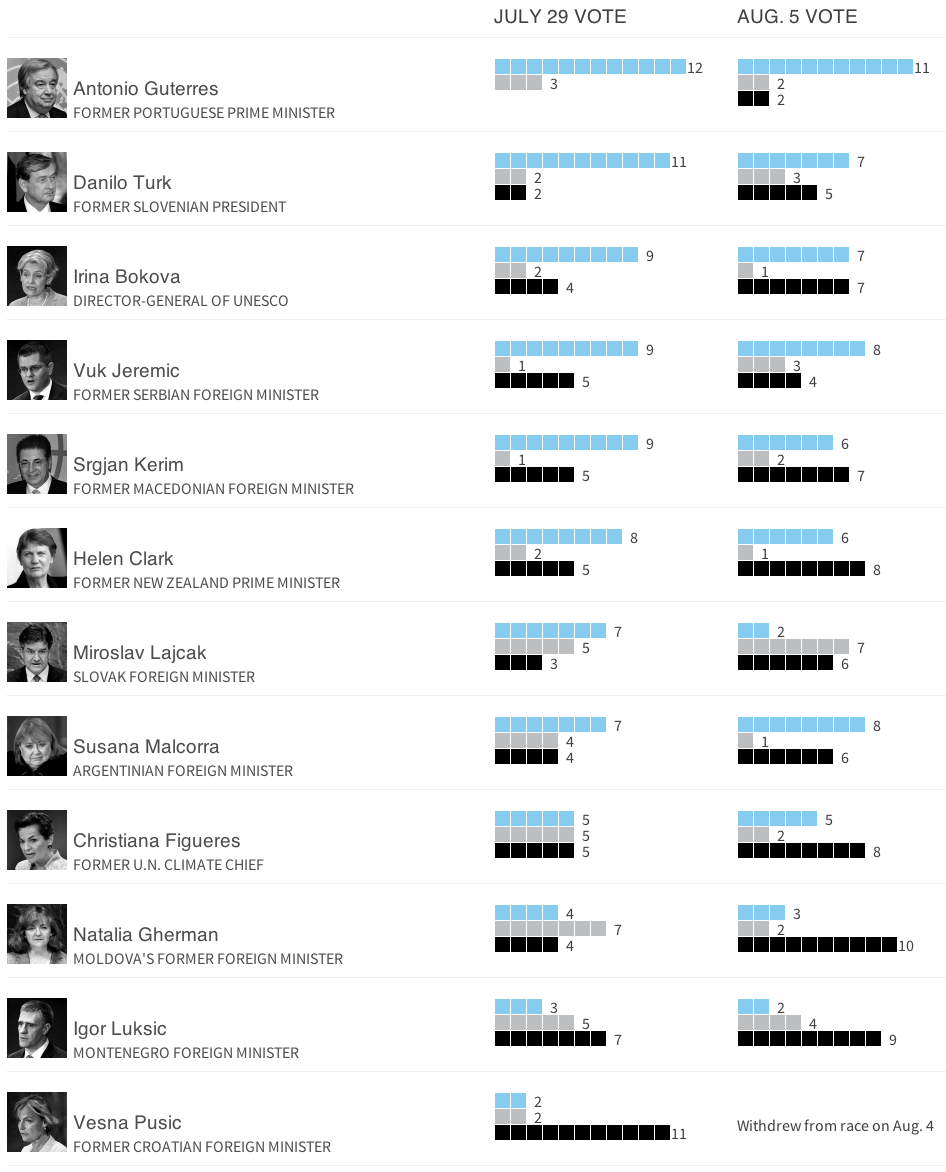 JULY 29 VOTE AUG. 5 VOTE
12 11
Antonio Guterres 3 2
FORMER PORTUGUESE PRIME MINISTER 2
11 7
Danilo Turk 2 3
FORMER SLOVENIAN PRESIDENT 2 5
9 7
Irina Bokova 2 1
DIRECTOR-GENERAL OF UNESCO 4 7
9 8
Vuk Jeremic 1 3
FORMER SERBIAN FOREIGN MINISTER 5 4
9 6
Srgjan Kerim 1 2
FORMER MACEDONIAN FOREIGN MINISTER 5 7
8 6
Helen Clark 2 1
FORMER NEW ZEALAND PRIME MINISTER 5 8
7 2
Miroslav Lajcak 5 7
SLOVAK FOREIGN MINISTER 3 6
7 8
Susana Malcorra 4 1
ARGENTINIAN FOREIGN MINISTER 4 6
5 5
Christiana Figueres 5 2
FORMER U.N. CLIMATE CHIEF 5 8
4 3
Natalia Gherman 7 2
MOLDOVA'S FORMER FOREIGN MINISTER 4 10
3 2
Igor Luksic 5 4
MONTENEGRO FOREIGN MINISTER 7 9
2
Vesna Pusic 2 Withdrew from race on Aug. 4
FORMER CROATIAN FOREIGN MINISTER 11